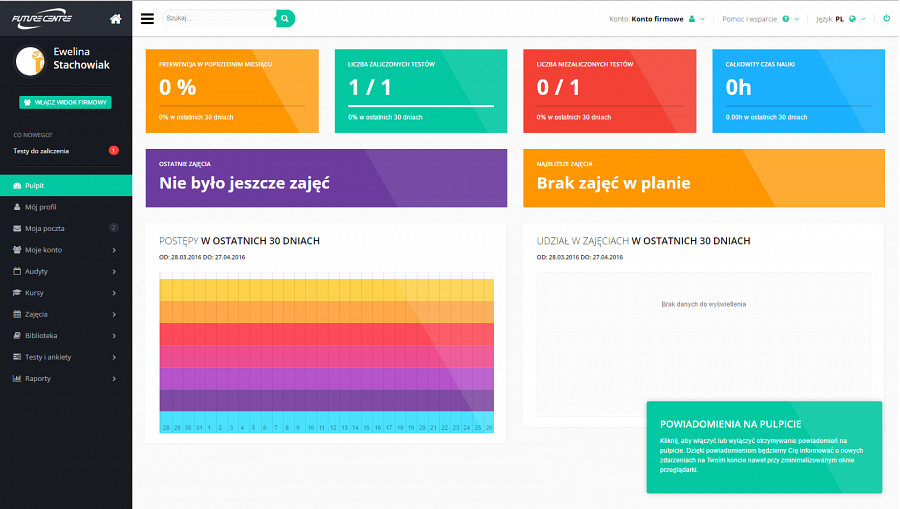 FUTURE CENTRE
Szukaj...
Konto: Konto firmowe
Pomoc i wsparcie
Język: PL
Ewelina
Stachowiak
WŁĄCZ WIDOK FIRMOWY
CO NOWEGO?
Testy do zaliczenia 1
Pulpit
Mój profil
Moja poczta 2
Moje konto
Audyty
Kursy
Zajęcia
Biblioteka
Testy i ankiety
Raporty
FREKWENCJA W POPRZEDNIM MIESIĄCU
0 %
0% w ostatnich 30 dniach
LICZBA ZALICZONYCH TESTÓW
1 / 1
0% w ostatnich 30 dniach
LICZBA NIEZALICZONYCH TESTÓW
0 / 1
0% w ostatnich 30 dniach
CAŁKOWITY CZAS NAUKI
0h
0.00h w ostatnich 30 dniach
OSTATNIE ZAJĘCIA
Nie było jeszcze zajęć
NAJBLIŻSZE ZAJĘCIA
Brak zajęć w planie
POSTĘPY W OSTATNICH 30 DNIACH
OD: 28.03.2016 DO: 27.04.2016
28 29 30 31 1 2 3 4 5 6 7 8 9 10 11 12 13 14 15 16 17 18 19 20 21 22 23 24 25 26
UDZIAŁ W ZAJĘCIACH W OSTATNICH 30 DNIACH
OD: 28.03.2016 DO: 27.04.2016
Brak danych do wyświetlenia
POWIADOMIENIA NA PULPICIE
Kliknij, aby włączyć lub wyłączyć otrzymywanie powiadomień na
pulpicie. Dzięki powiadomieniom będziemy Cię informować o nowych
zdarzeniach na Twoim koncie nawet przy zminimalizowanym oknie
przeglądarki.